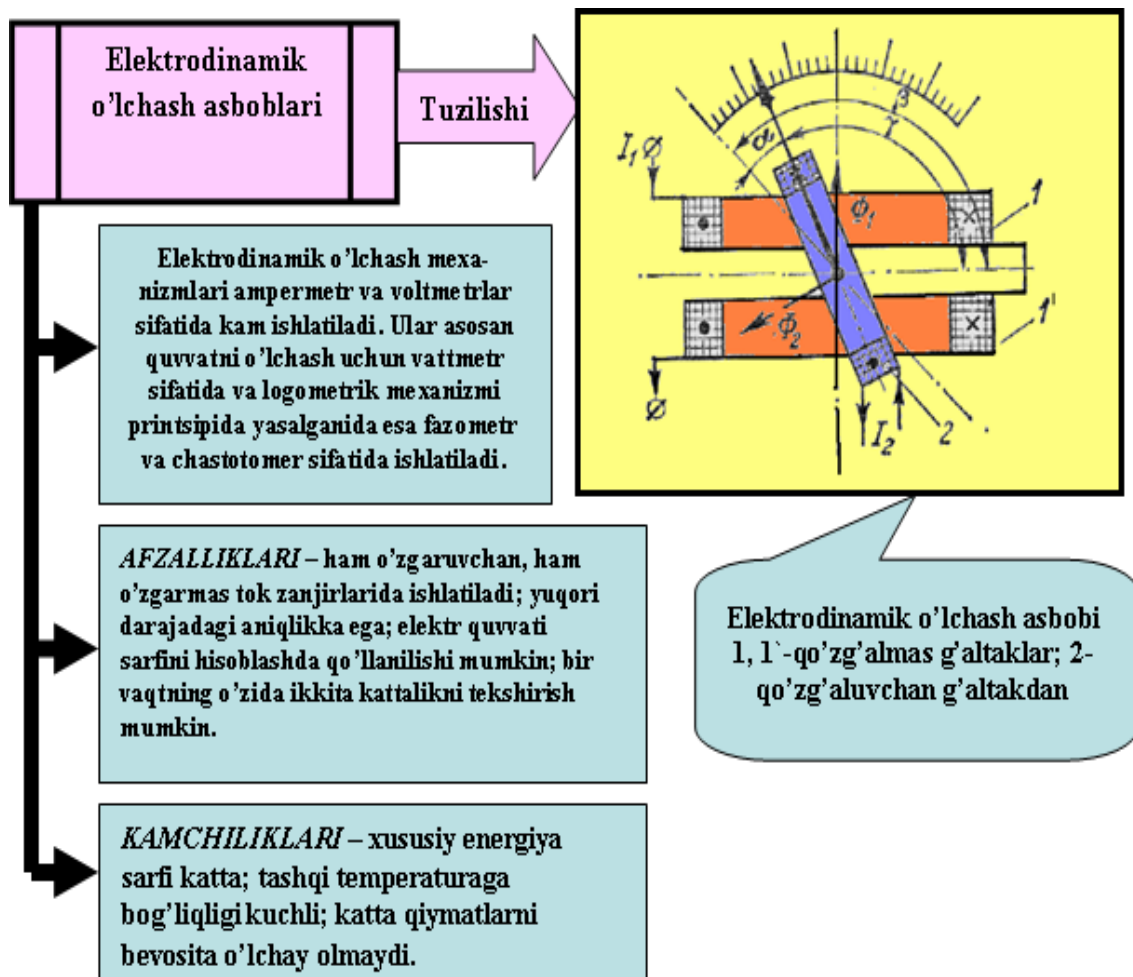 Elektrodinamik
o’lchash asboblari
Tuzilishi
I₁ Ø
α
β
γ
Φ₁
Φ₂
1
1'
Ø
I₂
2
Elektrodinamik o’lchash mexa-
nizmlari ampermetr va voltmetrlar
sifatida kam ishlatiladi. Ular asosan
quvvatni o’lchash uchun vattmetr
sifatida va logometrik mexanizmi
printsipida yasalganida esa fazometr
va chastotomer sifatida ishlatiladi.
AFZALLIKLARI – ham o’zgaruvchan, ham
o’zgarmas tok zanjirlarida ishlatiladi; yuqori
darajadagi aniqlikka ega; elektr quvvati
sarfini hisoblashda qo’llanilishi mumkin; bir
vaqtning o’zida ikkita kattalikni tekshirish
mumkin.
Elektrodinamik o’lchash asbobi
1, 1`-qo’zg’almas g’altaklar; 2-
qo’zg’aluvchan g’altakdan
KAMCHILIKLARI – xususiy energiya
sarfi katta; tashqi temperaturaga
bog’liqligi kuchli; katta qiymatlarni
bevosita o’lchay olmaydi.